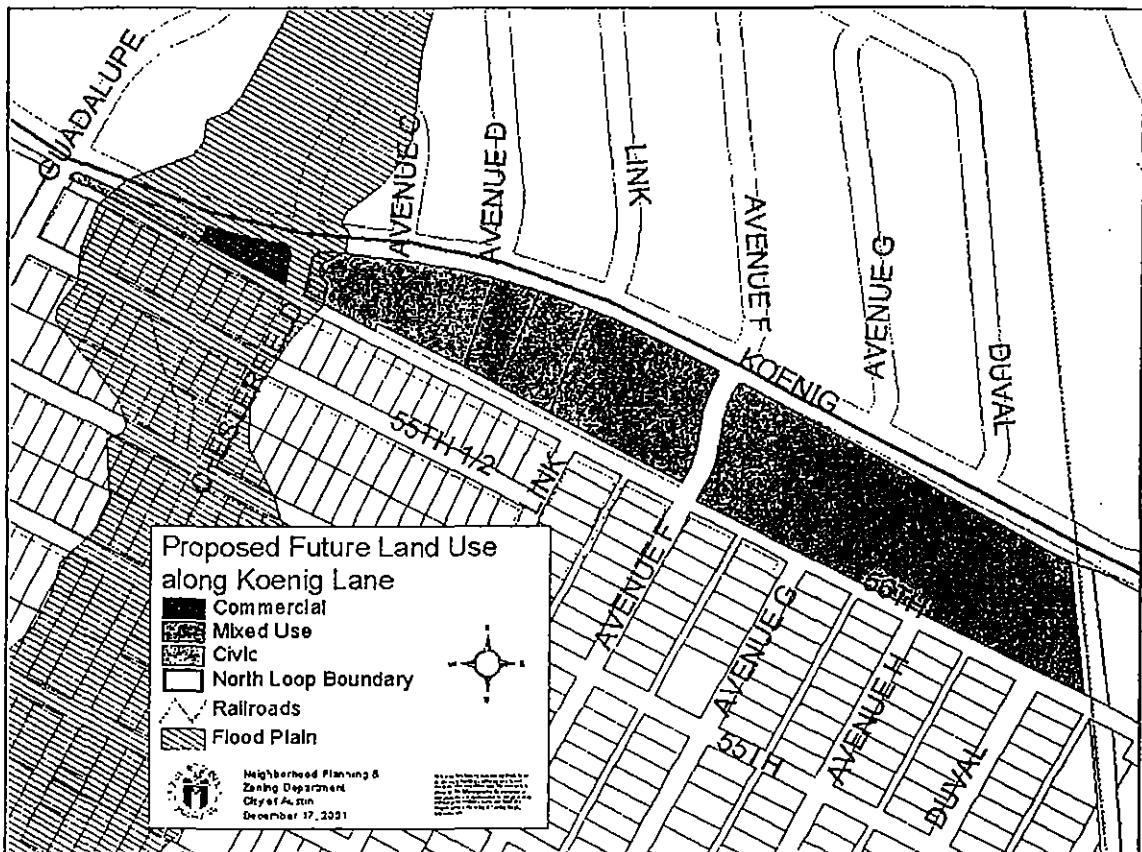 GUADALUPE
AVENUE C
AVENUE D
LINK
AVENUE F
AVENUE G
DUVAL
KOENIG
CHESTERFIELD
55TH 1/2
LINK
AVENUE F
56TH
AVENUE G
AVENUE H
55TH
DUVAL
Proposed Future Land Use
along Koenig Lane
Commercial
Mixed Use
Civic
North Loop Boundary
Railroads
Flood Plain
Neighborhood Planning &
Zoning Department
City of Austin
December 17, 2001